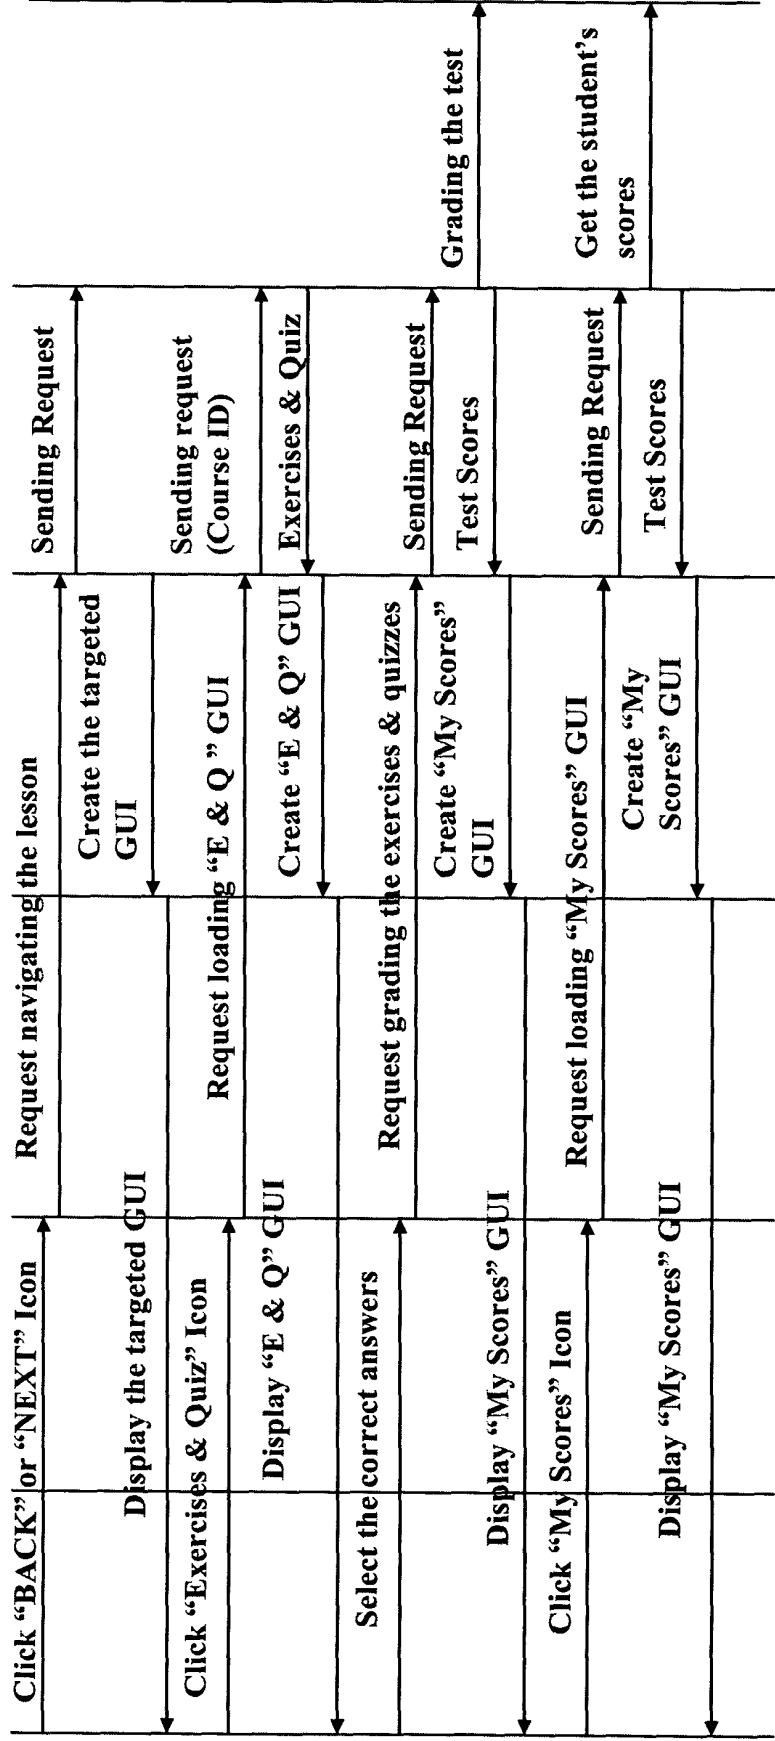 Click “BACK” or “NEXT” Icon
Request navigating the lesson
Sending Request
Create the targeted
GUI
Display the targeted GUI
Click “Exercises & Quiz” Icon
Request loading “E & Q ” GUI
Sending request
(Course ID)
Exercises & Quiz
Create “E & Q” GUI
Display “E & Q” GUI
Select the correct answers
Request grading the exercises & quizzes
Sending Request
Grading the test
Test Scores
Create “My Scores”
GUI
Display “My Scores” GUI
Click “My Scores” Icon
Request loading “My Scores” GUI
Sending Request
Get the student’s
scores
Test Scores
Create “My
Scores” GUI
Display “My Scores” GUI